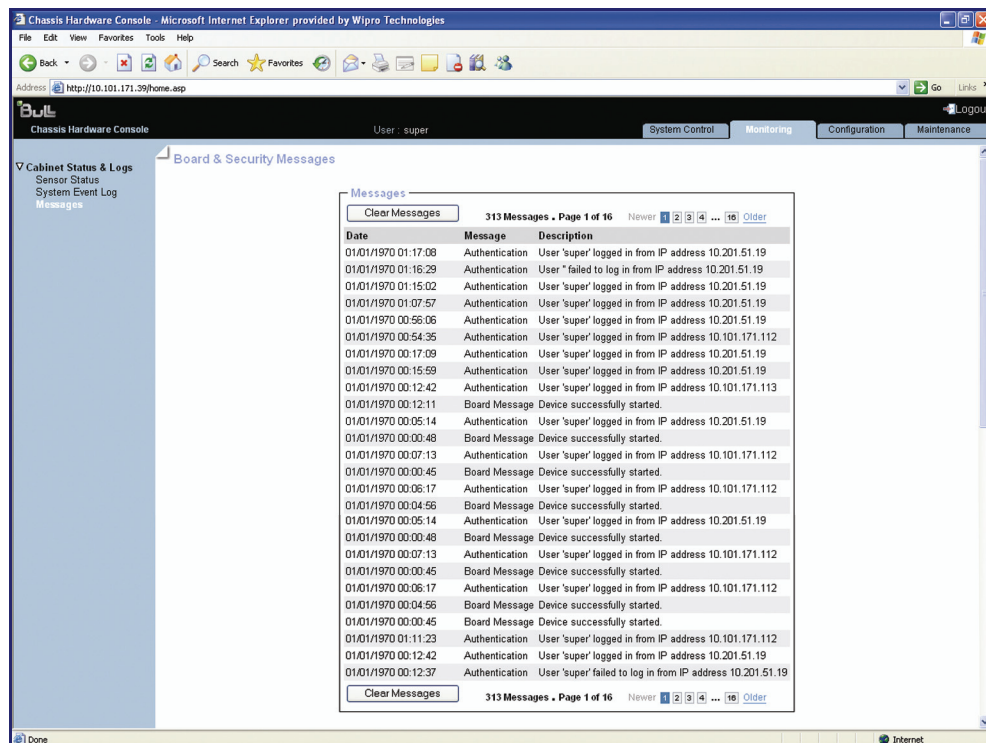 Chassis Hardware Console - Microsoft Internet Explorer provided by Wipro Technologies
File Edit View Favorites Tools Help
Back Search Favorites
Address http://10.101.171.39/home.asp Go Links
Bull Logou
Chassis Hardware Console User : super System Control Monitoring Configuration Maintenance
Board & Security Messages
Cabinet Status & Logs
Sensor Status
System Event Log
Messages
Messages
Clear Messages 313 Messages . Page 1 of 16 Newer 1 2 3 4 ... 16 Older
Date Message Description
01/01/1970 01:17:08 Authentication User 'super' logged in from IP address 10.201.51.19
01/01/1970 01:16:29 Authentication User '' failed to log in from IP address 10.201.51.19
01/01/1970 01:15:02 Authentication User 'super' logged in from IP address 10.201.51.19
01/01/1970 01:07:57 Authentication User 'super' logged in from IP address 10.201.51.19
01/01/1970 00:56:06 Authentication User 'super' logged in from IP address 10.201.51.19
01/01/1970 00:54:35 Authentication User 'super' logged in from IP address 10.101.171.112
01/01/1970 00:17:09 Authentication User 'super' logged in from IP address 10.201.51.19
01/01/1970 00:15:59 Authentication User 'super' logged in from IP address 10.201.51.19
01/01/1970 00:12:42 Authentication User 'super' logged in from IP address 10.101.171.113
01/01/1970 00:12:11 Board Message Device successfully started.
01/01/1970 00:05:14 Authentication User 'super' logged in from IP address 10.201.51.19
01/01/1970 00:00:48 Board Message Device successfully started.
01/01/1970 00:07:13 Authentication User 'super' logged in from IP address 10.101.171.112
01/01/1970 00:00:45 Board Message Device successfully started.
01/01/1970 00:06:17 Authentication User 'super' logged in from IP address 10.101.171.112
01/01/1970 00:04:56 Board Message Device successfully started.
01/01/1970 00:05:14 Authentication User 'super' logged in from IP address 10.201.51.19
01/01/1970 00:00:48 Board Message Device successfully started.
01/01/1970 00:07:13 Authentication User 'super' logged in from IP address 10.101.171.112
01/01/1970 00:00:45 Board Message Device successfully started.
01/01/1970 00:06:17 Authentication User 'super' logged in from IP address 10.101.171.112
01/01/1970 00:04:56 Board Message Device successfully started.
01/01/1970 00:00:45 Board Message Device successfully started.
01/01/1970 01:11:23 Authentication User 'super' logged in from IP address 10.101.171.112
01/01/1970 00:12:42 Authentication User 'super' logged in from IP address 10.201.51.19
01/01/1970 00:12:37 Authentication User 'super' failed to log in from IP address 10.201.51.19
Clear Messages 313 Messages . Page 1 of 16 Newer 1 2 3 4 ... 16 Older
Done Internet